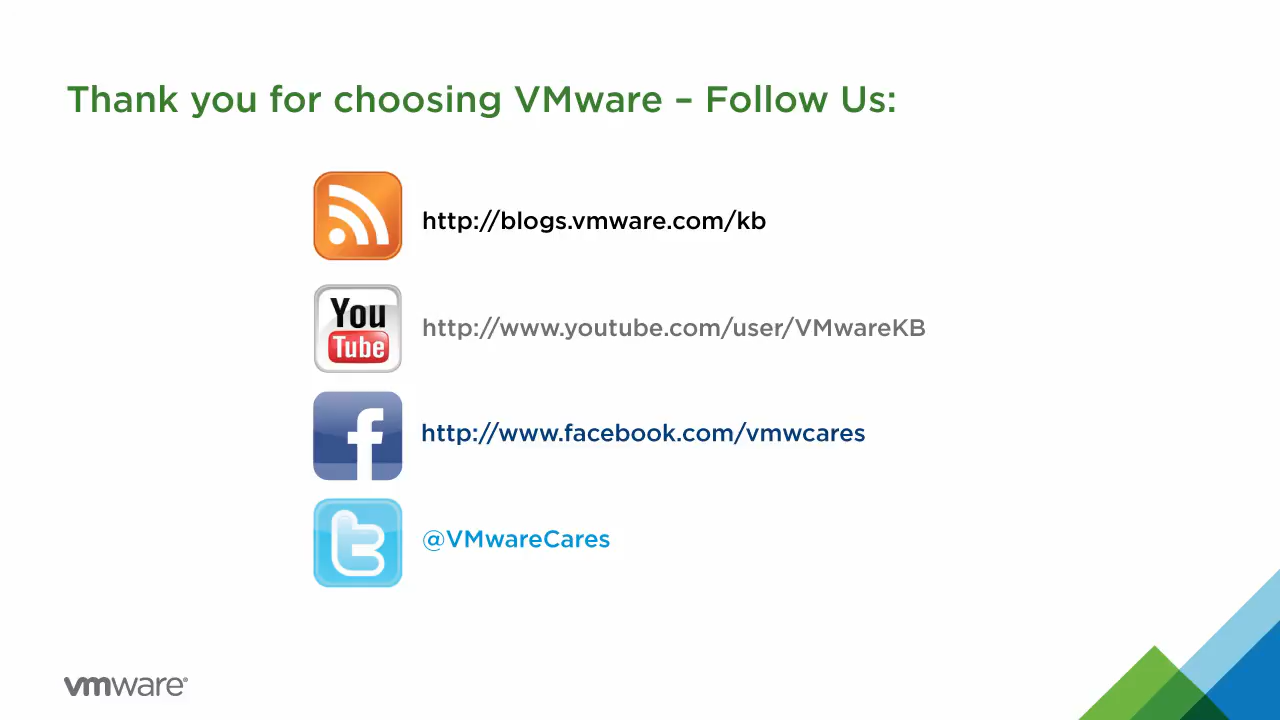 Thank you for choosing VMware – Follow Us:
http://blogs.vmware.com/kb
You
Tube
http://www.youtube.com/user/VMwareKB
f
http://www.facebook.com/vmwcares
t
@VMwareCares
vmware®